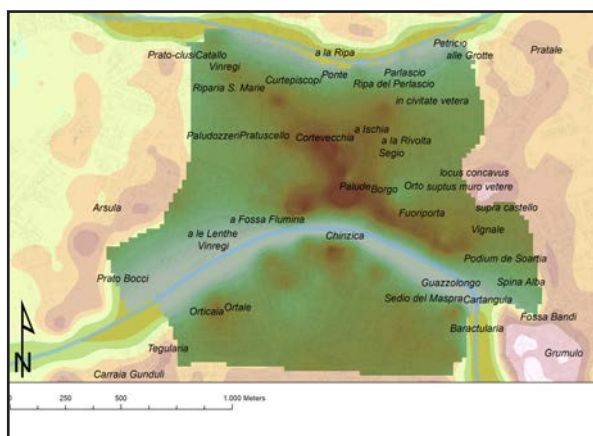 Prato-clusi Catallo
Vinregi
Riparia S. Marie
Curtepiscopi
Ponte
a la Ripa
Parlascio
Ripa del Perlascio
Petricio
alle Grotte
Pratale
in civitate vetera
Paludozzeri
Pratuscello
Cortevecchia
a Ischia
a la Rivolta
Segio
locus concavus
Palude
Borgo
Orto
suptus muro vetere
Arsula
a Fossa Flumina
Fuoriporta
supra castello
a le Lenthe
Vinregi
Chinzica
Vignale
Podium de Soartia
Prato Bocci
Guazzolongo
Spina Alba
Sedio del Maspra
Cartangula
Orticaia
Ortale
Fossa Bandi
Baractularia
Tegularia
Grumulo
Carraia Gunduli
N
0 250 500 1.000 Meters